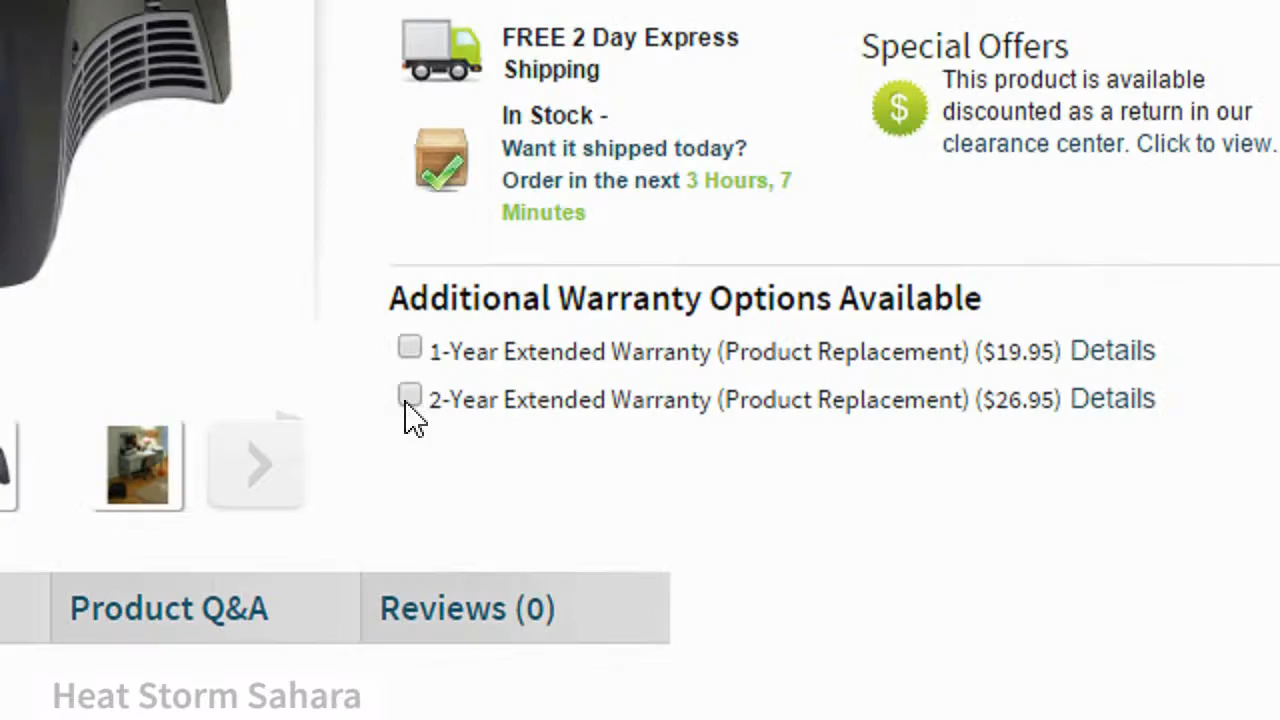 FREE 2 Day Express
Shipping
In Stock -
Want it shipped today?
Order in the next 3 Hours, 7
Minutes
Special Offers
$
This product is available
discounted as a return in our
clearance center. Click to view.
Additional Warranty Options Available
1-Year Extended Warranty (Product Replacement) ($19.95) Details
2-Year Extended Warranty (Product Replacement) ($26.95) Details
Product Q&A
Reviews (0)
Heat Storm Sahara